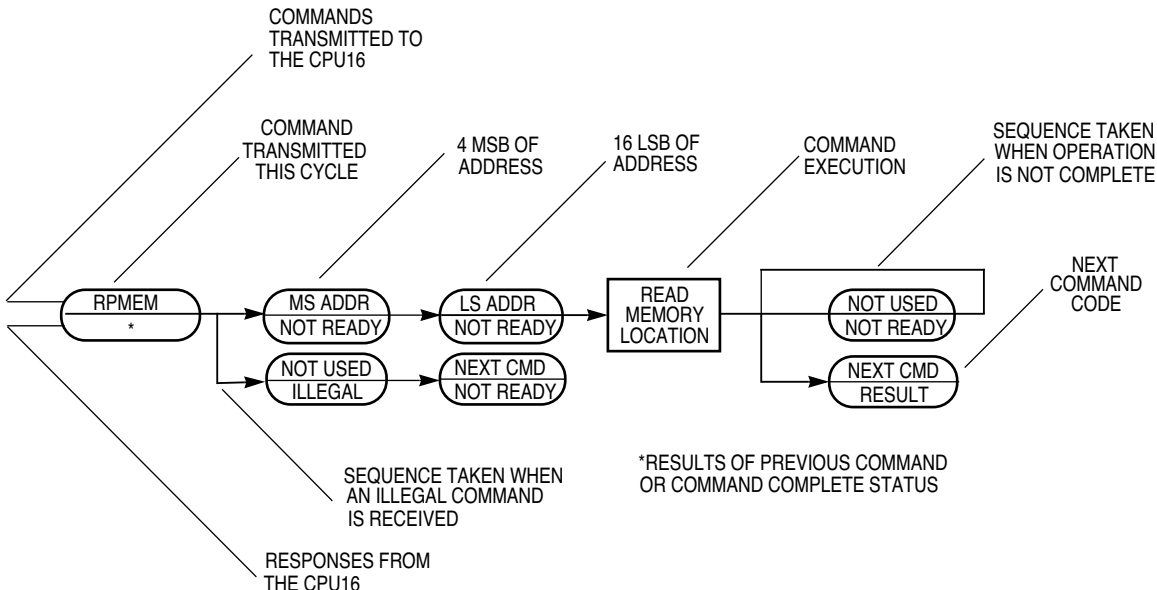 COMMANDS
TRANSMITTED TO
THE CPU16
COMMAND
TRANSMITTED
THIS CYCLE
4 MSB OF
ADDRESS
16 LSB OF
ADDRESS
COMMAND
EXECUTION
SEQUENCE TAKEN
WHEN OPERATION
IS NOT COMPLETE
NEXT
COMMAND
CODE
RPMEM
*
MS ADDR
NOT READY
LS ADDR
NOT READY
READ
MEMORY
LOCATION
NOT USED
NOT READY
NOT USED
ILLEGAL
NEXT CMD
NOT READY
NEXT CMD
RESULT
*RESULTS OF PREVIOUS COMMAND
OR COMMAND COMPLETE STATUS
SEQUENCE TAKEN WHEN
AN ILLEGAL COMMAND
IS RECEIVED
RESPONSES FROM
THE CPU16